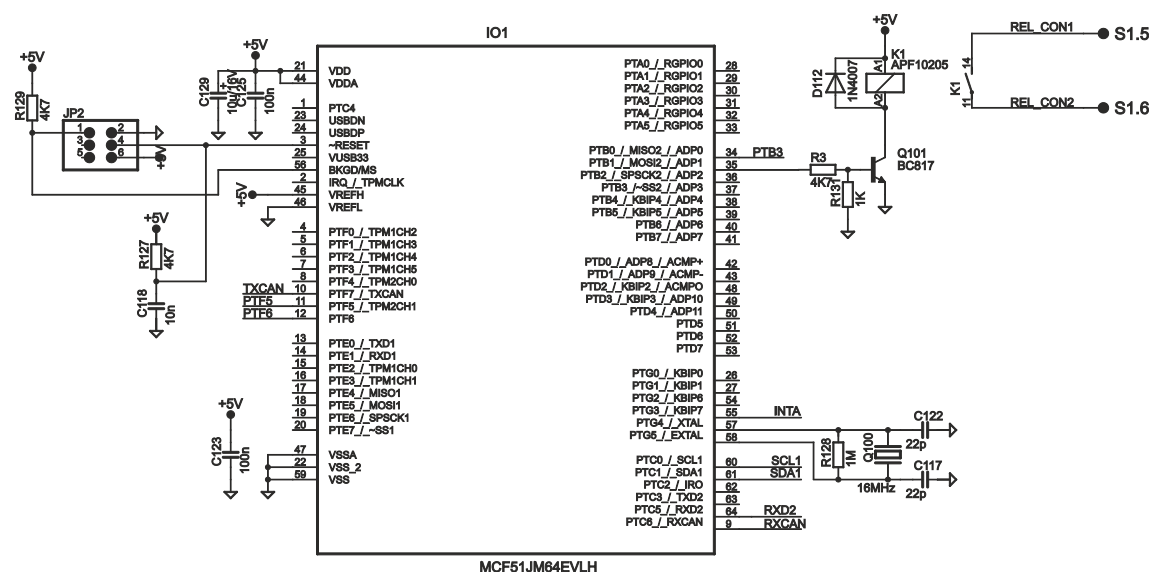 IO1
+5V
R129
4K7
JP2
1 2
3 4
5 6
+5V
+5V
C129
10u/16V
+
C125
100n
+5V
+5V
R127
4K7
C118
10n
TXCAN
PTF5
PTF6
+5V
C123
100n
21 VDD
44 VDDA
1 PTC4
23 USBDN
24 USBDP
3 ~RESET
25 VUSB33
56 BKGD/MS
2 IRQ_/_TPMCLK
45 VREFH
46 VREFL
4 PTF0_/_TPM1CH2
5 PTF1_/_TPM1CH3
6 PTF2_/_TPM1CH4
7 PTF3_/_TPM1CH5
8 PTF4_/_TPM2CH0
10 PTF7_/_TXCAN
11 PTF5_/_TPM2CH1
12 PTF6
13 PTE0_/_TXD1
14 PTE1_/_RXD1
15 PTE2_/_TPM1CH0
16 PTE3_/_TPM1CH1
17 PTE4_/_MISO1
18 PTE5_/_MOSI1
19 PTE6_/_SPSCK1
20 PTE7_/_~SS1
47 VSSA
22 VSS_2
59 VSS
PTA0_/_RGPIO0 28
PTA1_/_RGPIO1 29
PTA2_/_RGPIO2 30
PTA3_/_RGPIO3 31
PTA4_/_RGPIO4 32
PTA5_/_RGPIO5 33
PTB0_/_MISO2_/_ADP0 34
PTB1_/_MOSI2_/_ADP1 35
PTB2_/_SPSCK2_/_ADP2 36
PTB3_/_~SS2_/_ADP3 37
PTB4_/_KBIP4_/_ADP4 38
PTB5_/_KBIP5_/_ADP5 39
PTB6_/_ADP6 40
PTB7_/_ADP7 41
PTD0_/_ADP8_/_ACMP+ 42
PTD1_/_ADP9_/_ACMP- 43
PTD2_/_KBIP2_/_ACMPO 48
PTD3_/_KBIP3_/_ADP10 49
PTD4_/_ADP11 50
PTD5 51
PTD6 52
PTD7 53
PTG0_/_KBIP0 26
PTG1_/_KBIP1 27
PTG2_/_KBIP6 54
PTG3_/_KBIP7 55
PTG4_/_XTAL 57
PTG5_/_EXTAL 58
PTC0_/_SCL1 60
PTC1_/_SDA1 61
PTC2_/_IRO 62
PTC3_/_TXD2 63
PTC5_/_RXD2 64
PTC6_/_RXCAN 9
PTB3
R3
4K7
R131
1K
Q101
BC817
D112
1N4007
+5V
K1
APF10205
A1
A2
REL_CON1
S1.5
14
K1
11
REL_CON2
S1.6
INTA
R128
1M
Q100
16MHz
C122
22p
C117
22p
SCL1
SDA1
RXD2
RXCAN
MCF51JM64EVLH